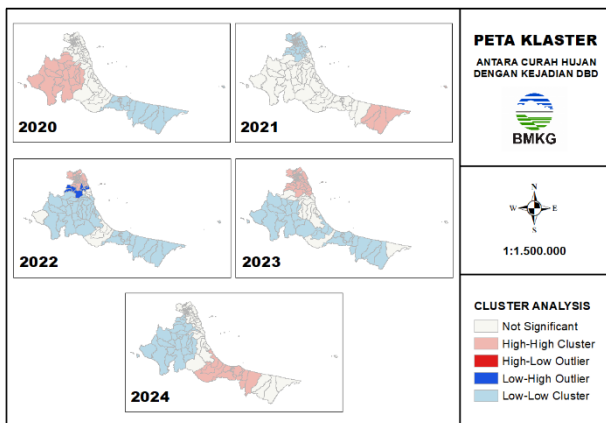 2020
2021
2022
2023
2024
PETA KLASTER
ANTARA CURAH HUJAN
DENGAN KEJADIAN DBD
BMKG
N
W E
S
1:1.500.000
CLUSTER ANALYSIS
Not Significant
High-High Cluster
High-Low Outlier
Low-High Outlier
Low-Low Cluster